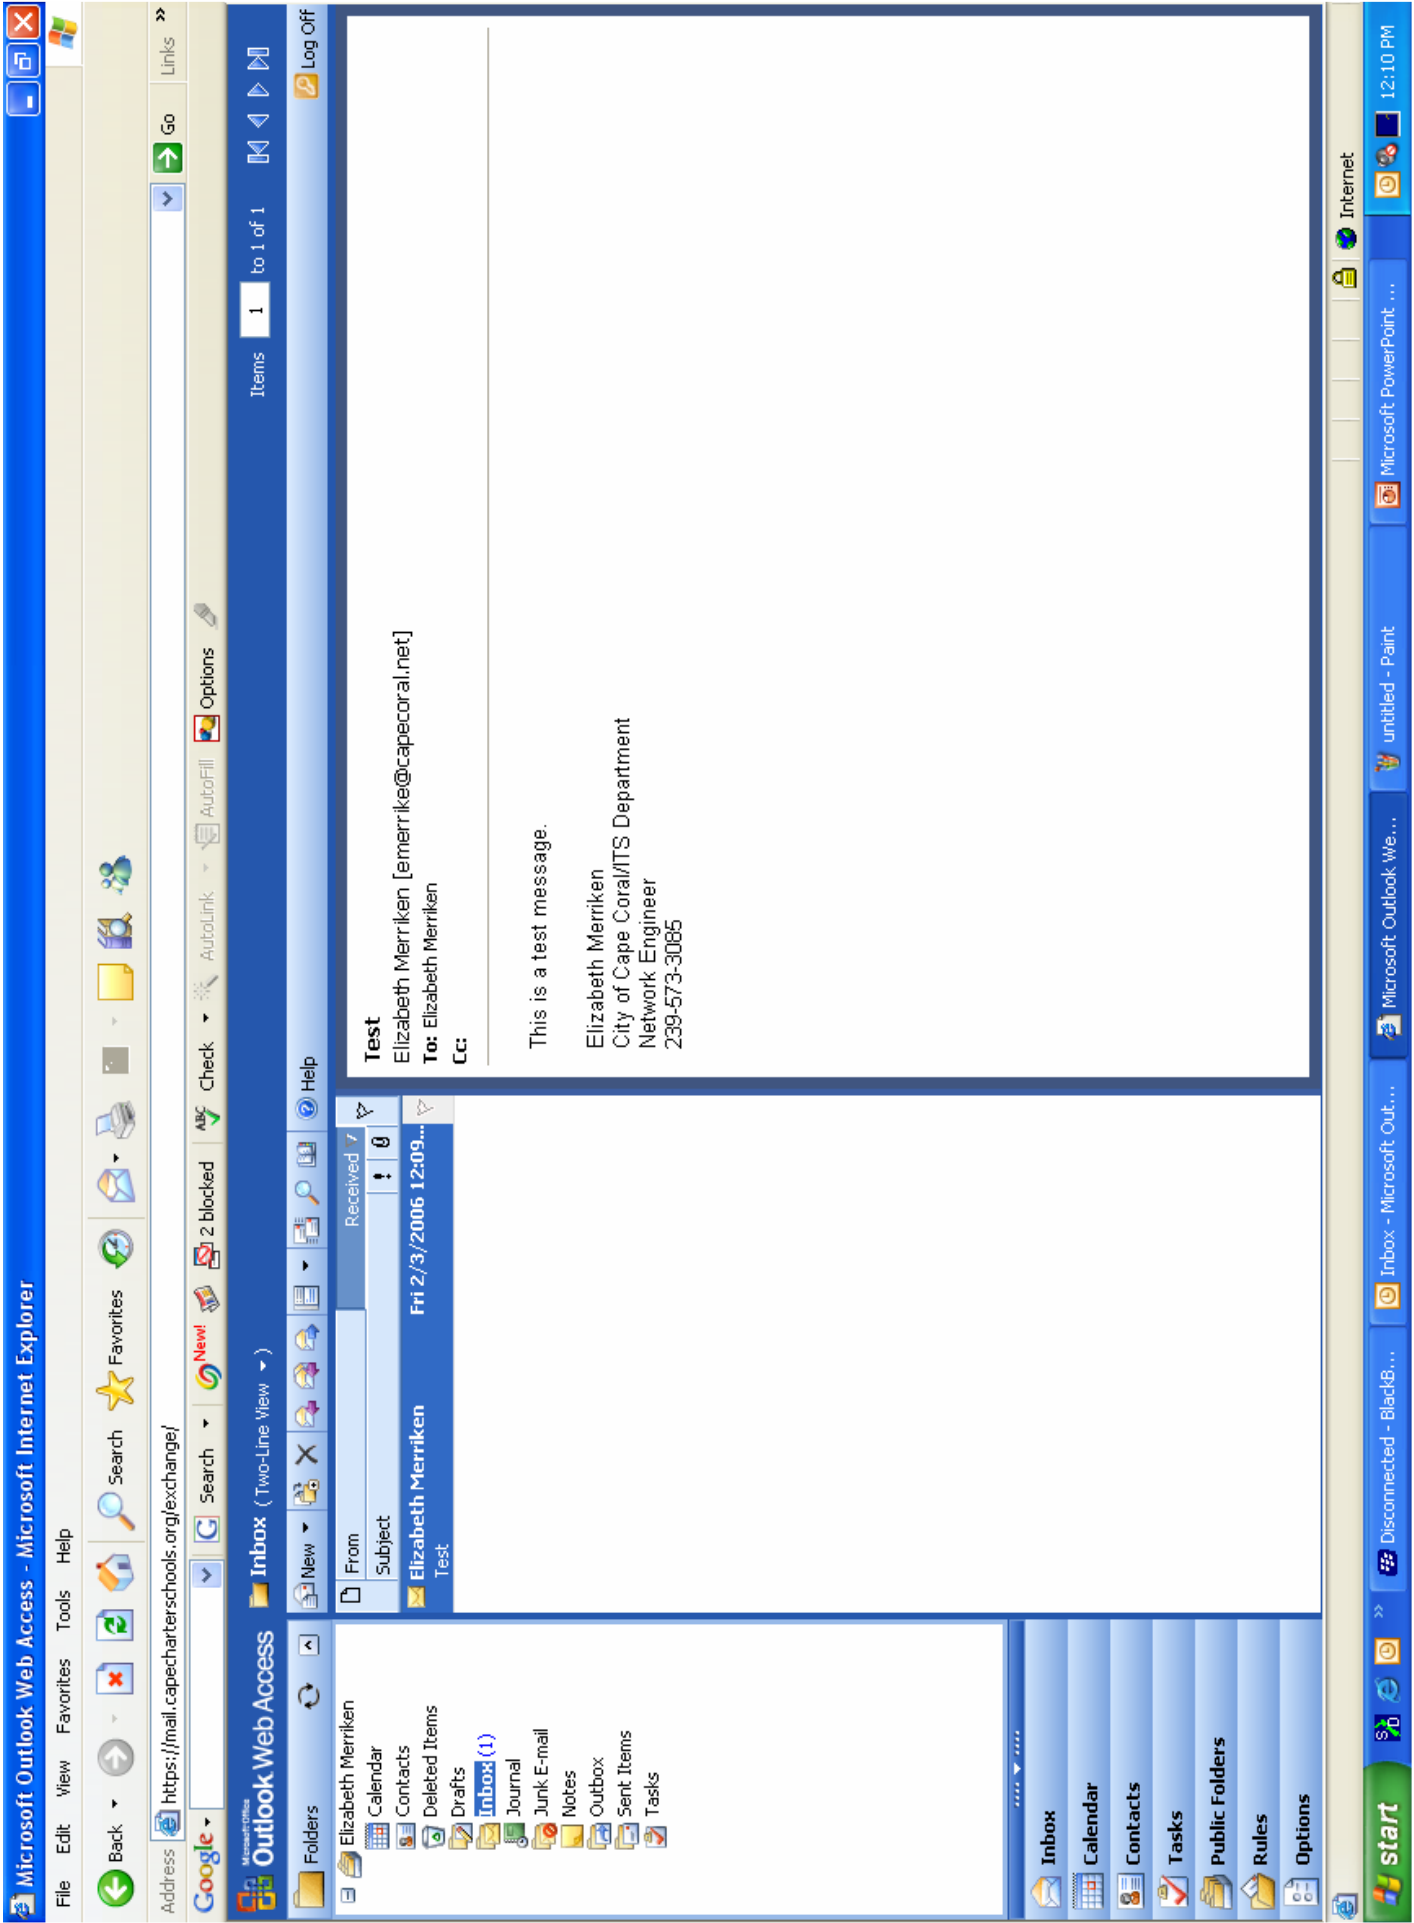 Microsoft Outlook Web Access - Microsoft Internet Explorer
File Edit View Favorites Tools Help
Back Search Favorites
Address https://mail.capecharterschools.org/exchange/ Go Links »
Google Search New! 2 blocked ABC Check AutoLink AutoFill Options
Microsoft Office
Outlook Web Access Inbox (Two-Line View) Items 1 to 1 of 1
Folders New Help Log Off
Elizabeth Merriken
Calendar
Contacts
Deleted Items
Drafts
Inbox (1)
Journal
Junk E-mail
Notes
Outbox
Sent Items
Tasks
Inbox
Calendar
Contacts
Tasks
Public Folders
Rules
Options
From Received
Subject
Elizabeth Merriken Fri 2/3/2006 12:09...
Test
Test
Elizabeth Merriken [emerrike@capecoral.net]
To: Elizabeth Merriken
Cc:
This is a test message.
Elizabeth Merriken
City of Cape Coral/ITS Department
Network Engineer
239-573-3085
Internet
start » Disconnected - BlackB... Inbox - Microsoft Out... Microsoft Outlook We... untitled - Paint Microsoft PowerPoint ... 12:10 PM